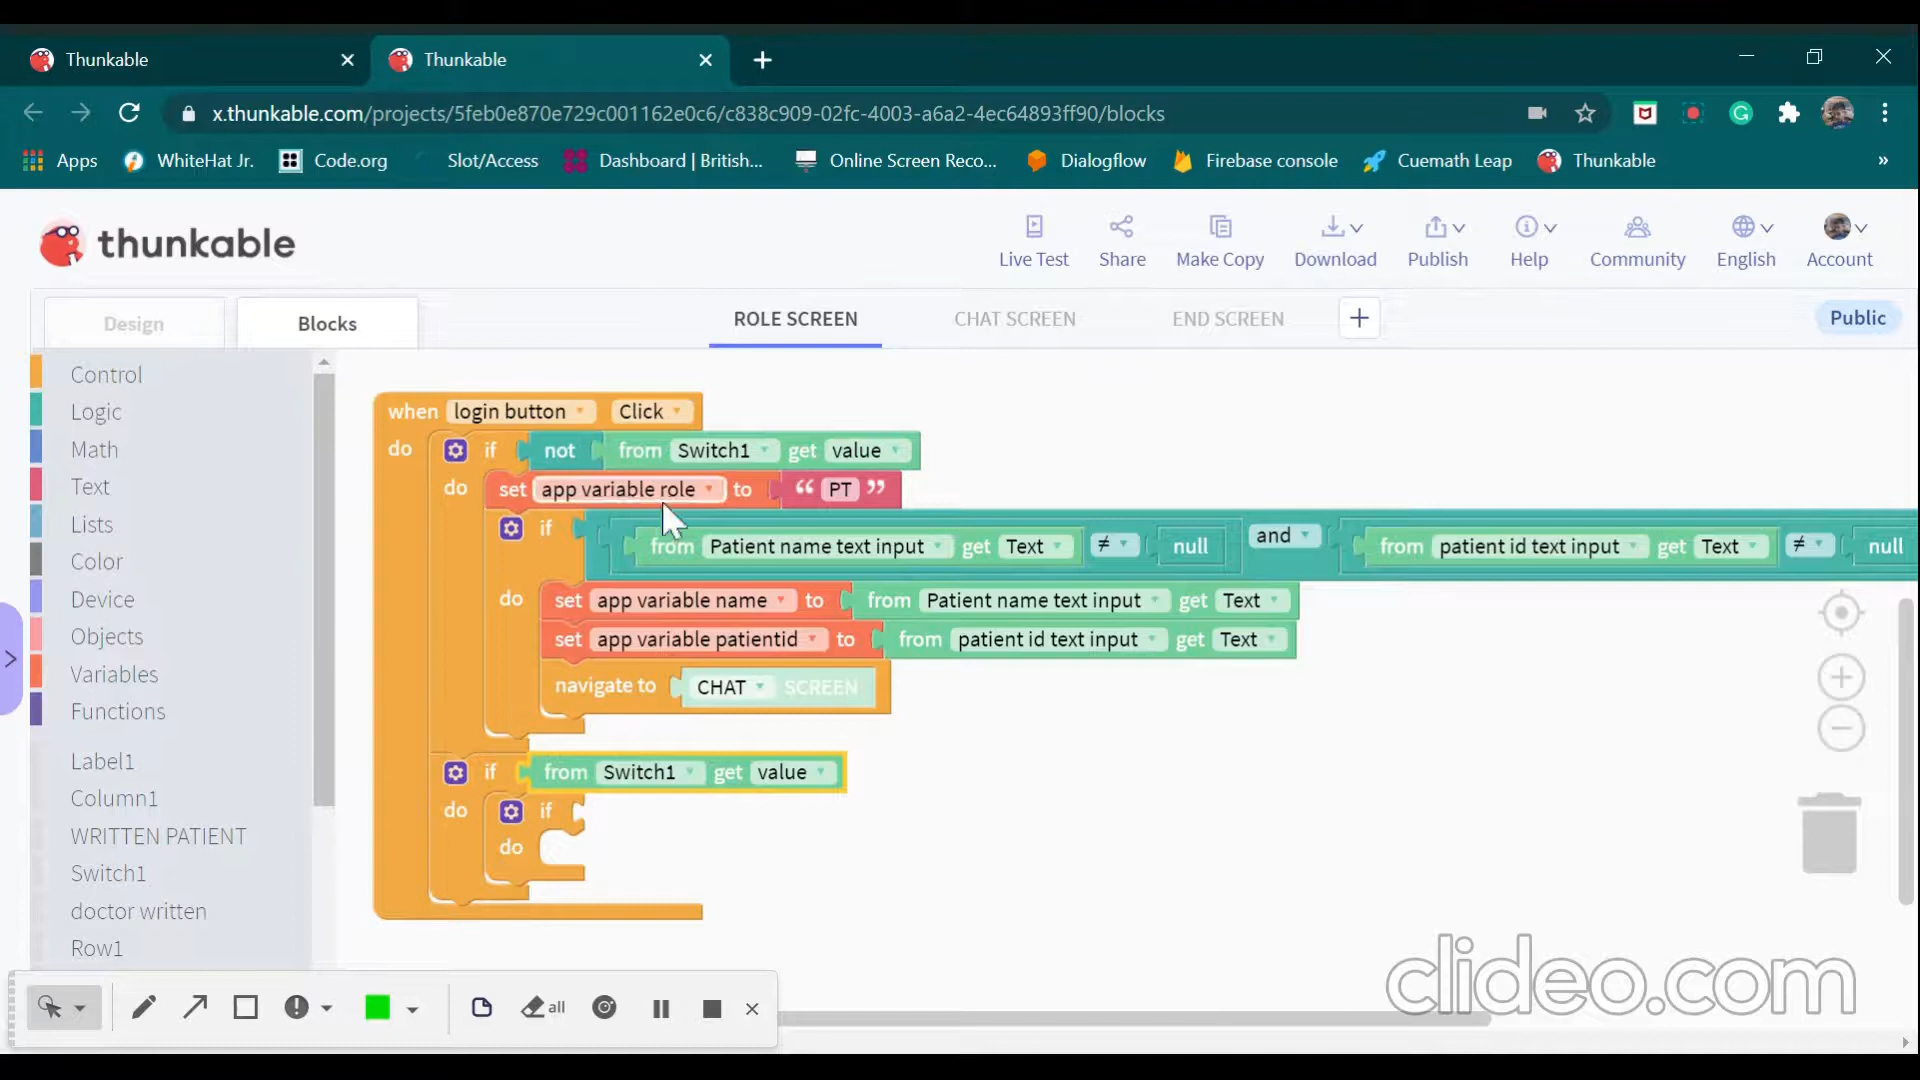 Thunkable
Thunkable
x.thunkable.com/projects/5feb0e870e729c001162e0c6/c838c909-02fc-4003-a6a2-4ec64893ff90/blocks
Apps WhiteHat Jr. Code.org Slot/Access Dashboard | British... Online Screen Reco... Dialogflow Firebase console Cuemath Leap Thunkable »
thunkable
Live Test Share Make Copy Download Publish Help Community English Account
Design Blocks ROLE SCREEN CHAT SCREEN END SCREEN + Public
Control
Logic
Math
Text
Lists
Color
Device
Objects
Variables
Functions
Label1
Column1
WRITTEN PATIENT
Switch1
doctor written
Row1
when login button Click
do if not from Switch1 get value
do set app variable role to “ PT ”
if from Patient name text input get Text ≠ null and from patient id text input get Text ≠ null
do set app variable name to from Patient name text input get Text
set app variable patientid to from patient id text input get Text
navigate to CHAT SCREEN
if from Switch1 get value
do if
do
all
clideo.com